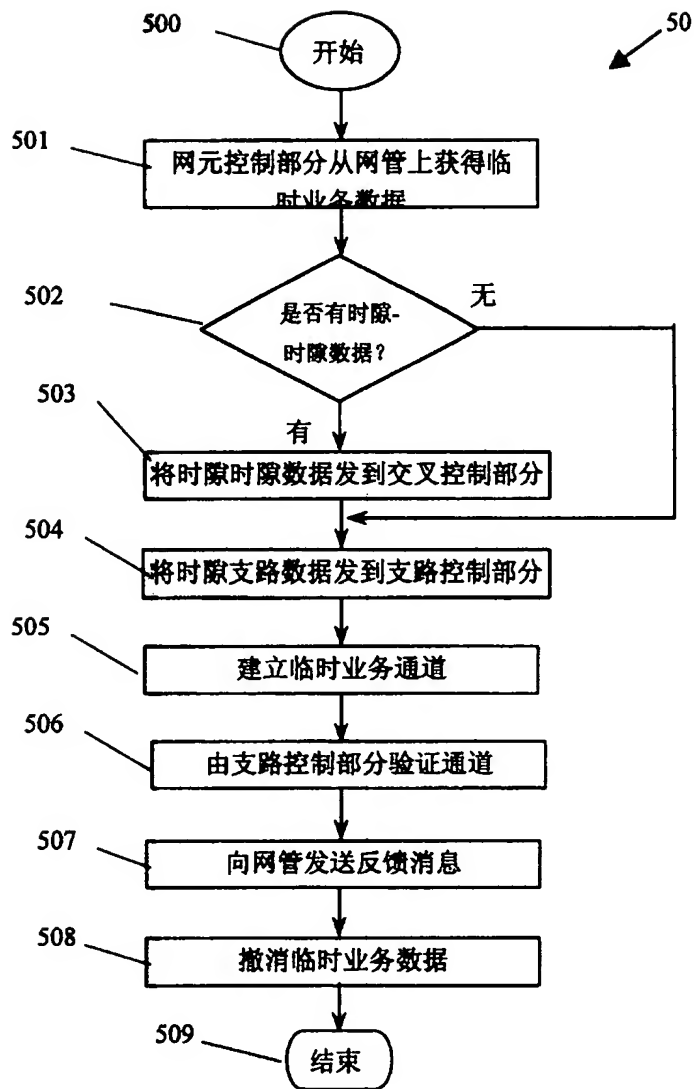 500
开始
50
501
网元控制部分从网管上获得临
时业务数据
502
是否有时隙-
时隙数据?
无
503
有
将时隙时隙数据发到交叉控制部分
504
将时隙支路数据发到支路控制部分
505
建立临时业务通道
506
由支路控制部分验证通道
507
向网管发送反馈消息
508
撤消临时业务数据
509
结束